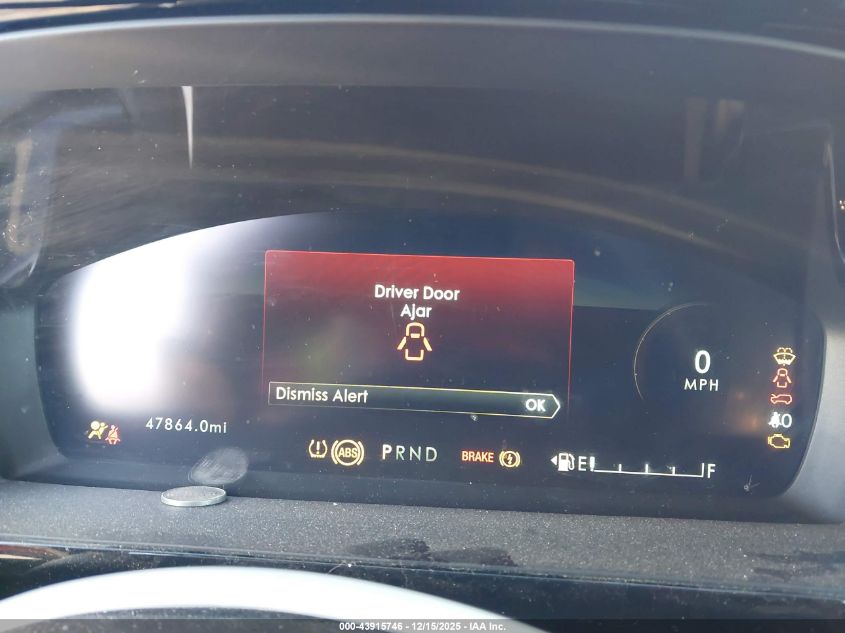 Driver Door
Ajar
Dismiss Alert OK
0
MPH
47864.0mi
ABS
PRND
BRAKE
E F
000-43915746 - 12/15/2025 - IAA Inc.